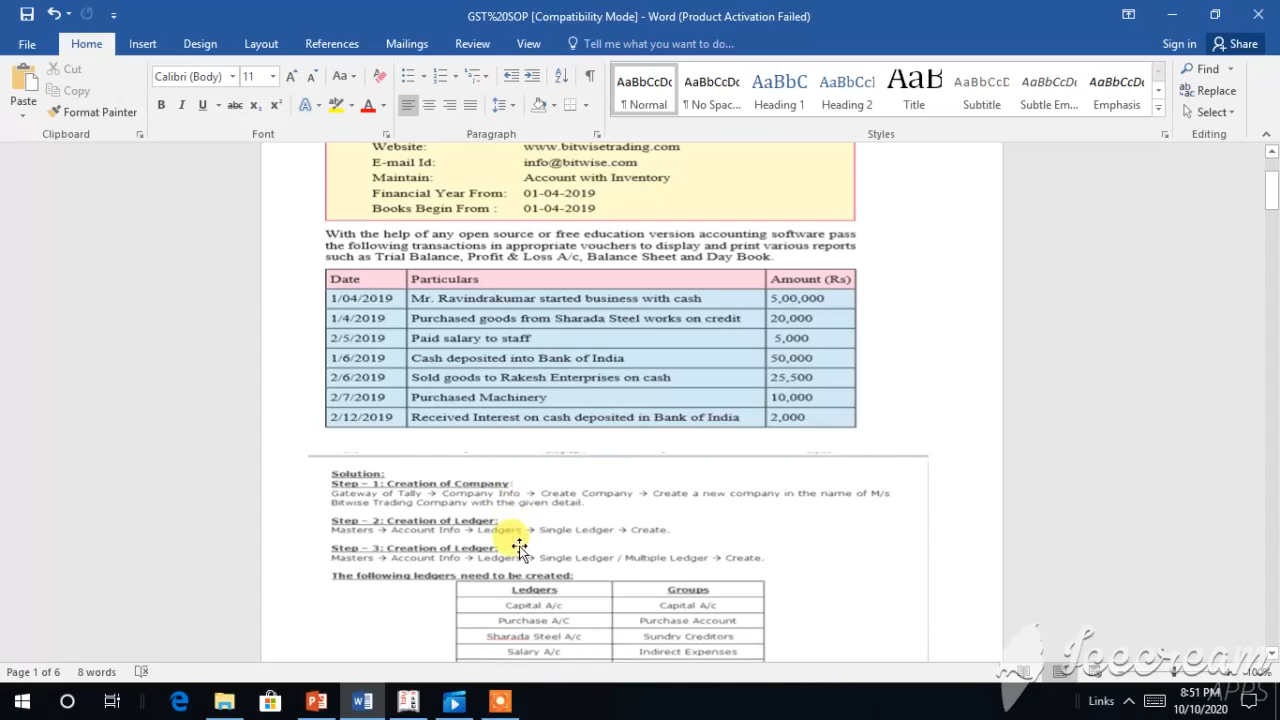 GST%20SOP [Compatibility Mode] - Word (Product Activation Failed)
File Home Insert Design Layout References Mailings Review View Tell me what you want to do... Sign in Share
Paste Cut Copy Format Painter
Calibri (Body) 11
AaBbCcDc AaBbCcDc AaBbC AaBbCcI AaB AaBbCcDc AaBbCcDc AaBbCcDc
¶ Normal ¶ No Spac... Heading 1 Heading 2 Title Subtitle Subtle Em... Emphasis
Find Replace Select
Clipboard Font Paragraph Styles Editing
Website: www.bitwisetrading.com
E-mail Id: info@bitwise.com
Maintain: Account with Inventory
Financial Year From: 01-04-2019
Books Begin From : 01-04-2019
With the help of any open source or free education version accounting software pass
the following transactions in appropriate vouchers to display and print various reports
such as Trial Balance, Profit & Loss A/c, Balance Sheet and Day Book.
Date Particulars Amount (Rs)
1/04/2019 Mr. Ravindrakumar started business with cash 5,00,000
1/4/2019 Purchased goods from Sharada Steel works on credit 20,000
2/5/2019 Paid salary to staff 5,000
1/6/2019 Cash deposited into Bank of India 50,000
2/6/2019 Sold goods to Rakesh Enterprises on cash 25,500
2/7/2019 Purchased Machinery 10,000
2/12/2019 Received Interest on cash deposited in Bank of India 2,000
Solution:
Step – 1: Creation of Company:
Gateway of Tally → Company Info → Create Company → Create a new company in the name of M/s
Bitwise Trading Company with the given detail.
Step – 2: Creation of Ledger:
Masters → Account Info → Ledgers → Single Ledger → Create.
Step – 3: Creation of Ledger:
Masters → Account Info → Ledgers → Single Ledger / Multiple Ledger → Create.
The following ledgers need to be created:
Ledgers Groups
Capital A/c Capital A/c
Purchase A/C Purchase Account
Sharada Steel A/c Sundry Creditors
Salary A/c Indirect Expenses
Icecream
APPS
Page 1 of 6 8 words 100%
Links 8:51 PM
10/10/2020